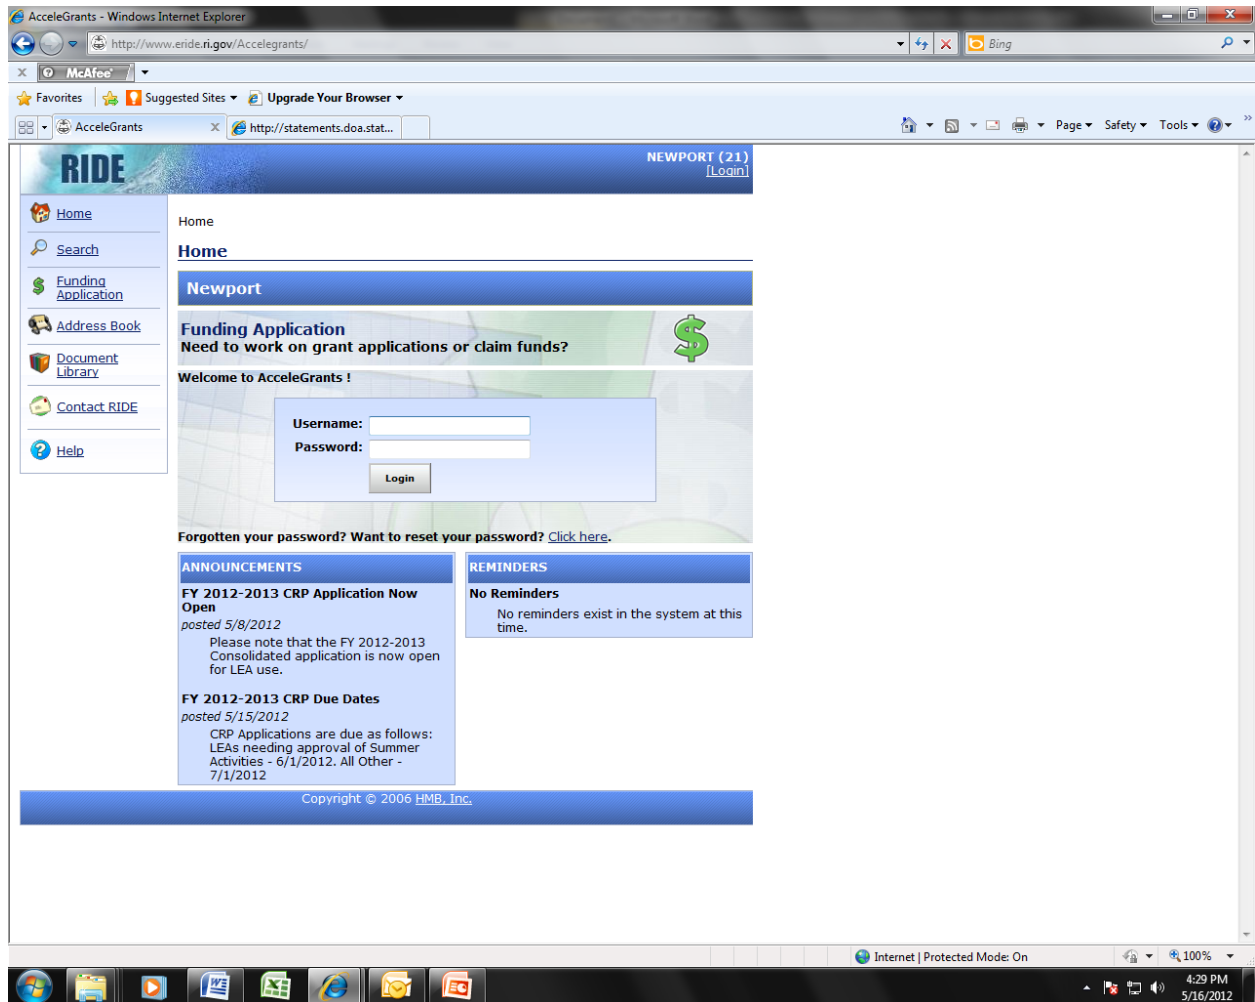 AcceleGrants - Windows Internet Explorer
http://www.eride.ri.gov/Accelegrants/
Bing
x McAfee
Favorites Suggested Sites Upgrade Your Browser
AcceleGrants x http://statements.doa.stat...
Page Safety Tools
RIDE
NEWPORT (21)
[Login]
Home
Search
Funding
Application
Address Book
Document
Library
Contact RIDE
Help
Home
Home
Newport
Funding Application
Need to work on grant applications or claim funds?
Welcome to AcceleGrants !
Username:
Password:
Login
Forgotten your password? Want to reset your password? Click here.
ANNOUNCEMENTS
FY 2012-2013 CRP Application Now
Open
posted 5/8/2012
Please note that the FY 2012-2013
Consolidated application is now open
for LEA use.
FY 2012-2013 CRP Due Dates
posted 5/15/2012
CRP Applications are due as follows:
LEAs needing approval of Summer
Activities - 6/1/2012. All Other -
7/1/2012
REMINDERS
No Reminders
No reminders exist in the system at this
time.
Copyright © 2006 HMB, Inc.
Internet | Protected Mode: On
100%
4:29 PM
5/16/2012